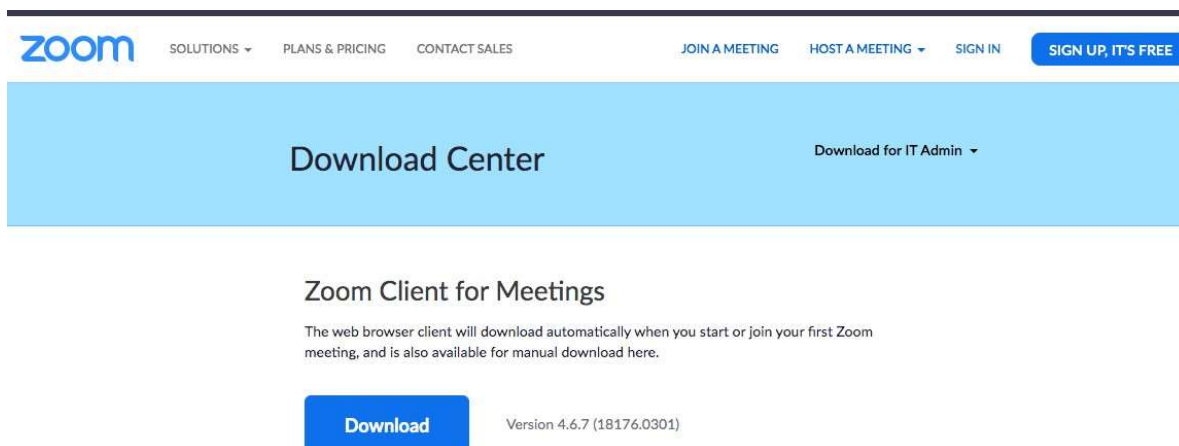 zoom SOLUTIONS PLANS & PRICING CONTACT SALES JOIN A MEETING HOST A MEETING SIGN IN SIGN UP, IT'S FREE
Download Center Download for IT Admin
Zoom Client for Meetings
The web browser client will download automatically when you start or join your first Zoom
meeting, and is also available for manual download here.
Download Version 4.6.7 (18176.0301)